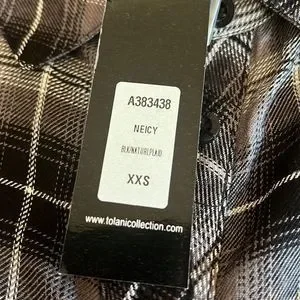 A383438
NEICY
BLK/NATURLPLAID
XXS
www.tolanicollection.com